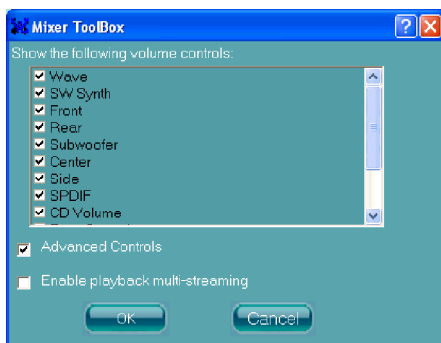 Mixer ToolBox
Show the following volume controls:
Wave
SW Synth
Front
Rear
Subwoofer
Center
Side
SPDIF
CD Volume
Advanced Controls
Enable playback multi-streaming
OK
Cancel